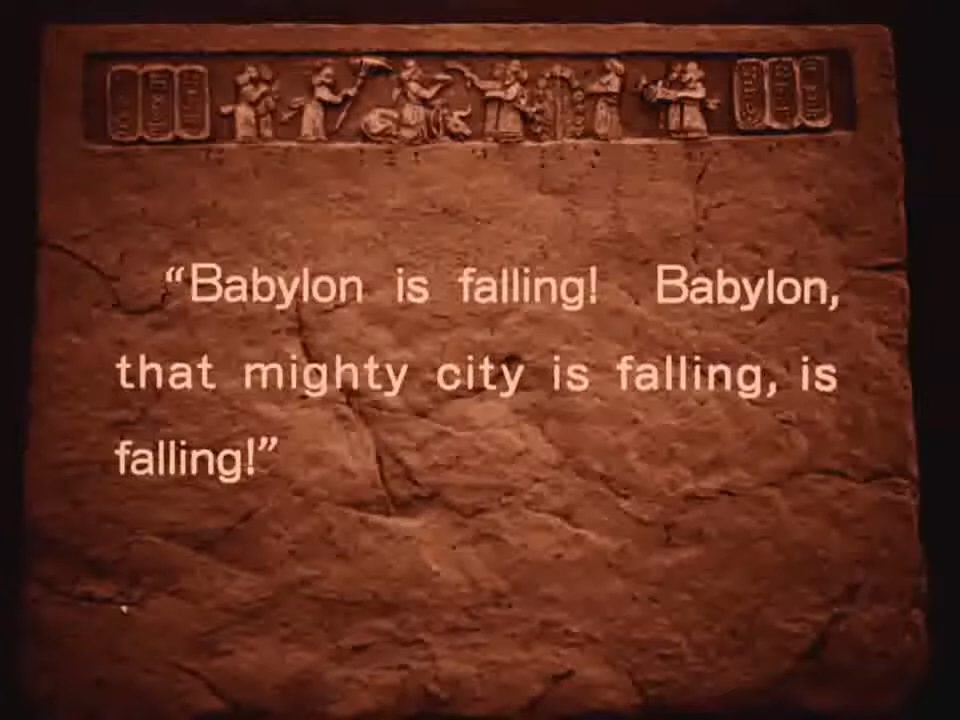 “Babylon is falling! Babylon,
that mighty city is falling, is
falling!”